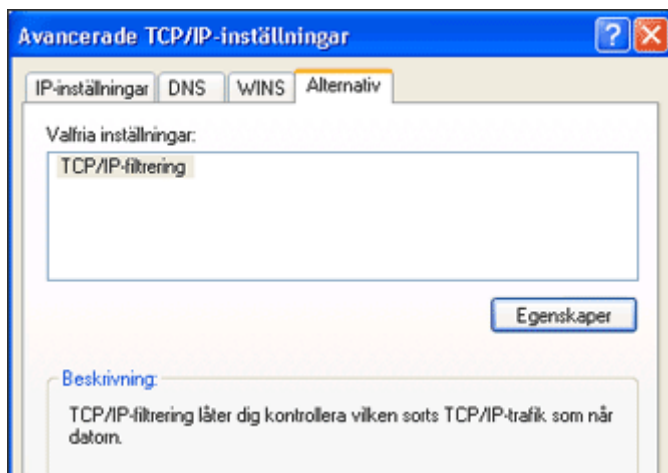 Avancerade TCP/IP-inställningar
IP-inställningar DNS WINS Alternativ
Valfria inställningar:
TCP/IP-filtrering
Egenskaper
Beskrivning:
TCP/IP-filtrering låter dig kontrollera vilken sorts TCP/IP-trafik som når
datorn.